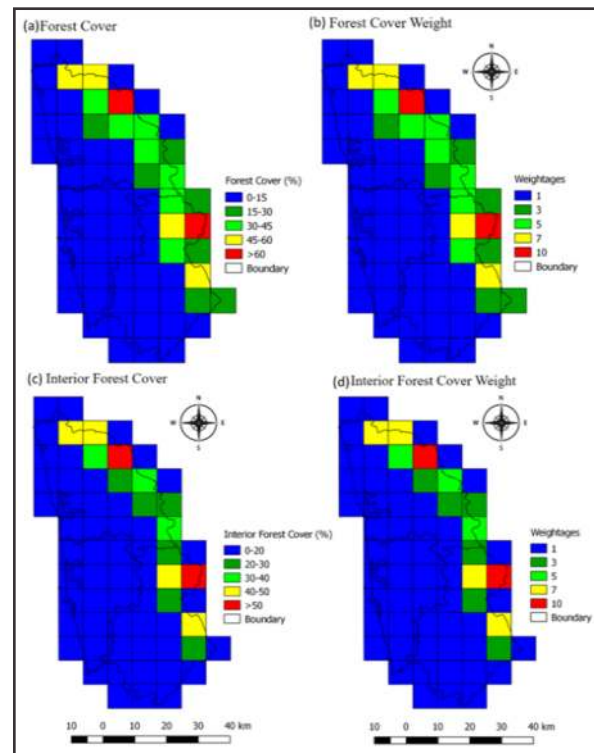 (a) Forest Cover
Forest Cover (%)
0-15
15-30
30-45
45-60
>60
Boundary
(b) Forest Cover Weight
N
W E
S
Weightages
1
3
5
7
10
Boundary
(c) Interior Forest Cover
N
W E
S
Interior Forest Cover (%)
0-20
20-30
30-40
40-50
>50
Boundary
10 0 10 20 30 40 km
(d) Interior Forest Cover Weight
N
W E
S
Weightages
1
3
5
7
10
Boundary
10 0 10 20 30 40 km